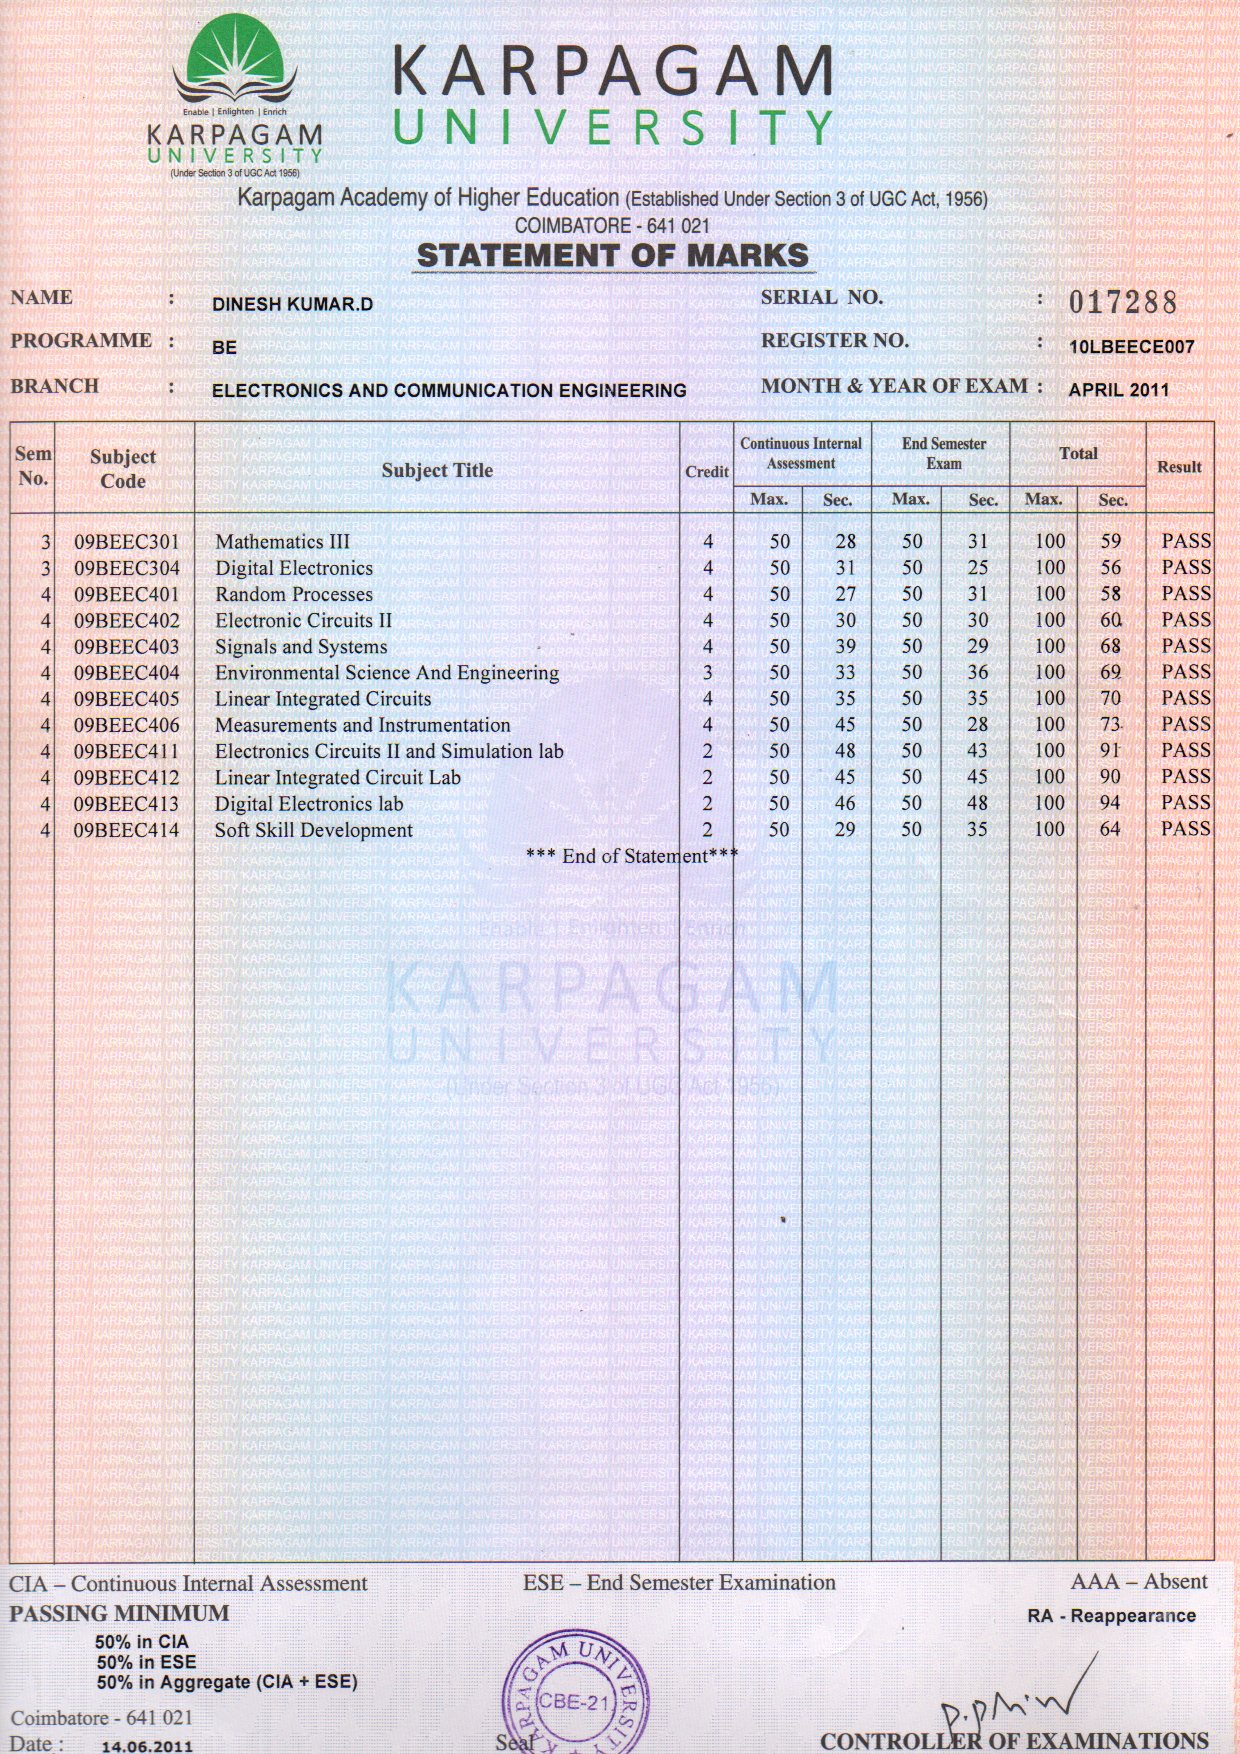 Enable | Enlighten | Enrich
KARPAGAM
UNIVERSITY
(Under Section 3 of UGC Act 1956)
KARPAGAM
UNIVERSITY
Karpagam Academy of Higher Education (Established Under Section 3 of UGC Act, 1956)
COIMBATORE - 641 021
STATEMENT OF MARKS
NAME : DINESH KUMAR.D SERIAL NO. : 017288
PROGRAMME : BE REGISTER NO. : 10LBEECE007
BRANCH : ELECTRONICS AND COMMUNICATION ENGINEERING MONTH & YEAR OF EXAM : APRIL 2011
Sem No. Subject Code Subject Title Credit Continuous Internal Assessment End Semester Exam Total Result
Max. Sec. Max. Sec. Max. Sec.
3 09BEEC301 Mathematics III 4 50 28 50 31 100 59 PASS
3 09BEEC304 Digital Electronics 4 50 31 50 25 100 56 PASS
4 09BEEC401 Random Processes 4 50 27 50 31 100 58 PASS
4 09BEEC402 Electronic Circuits II 4 50 30 50 30 100 60 PASS
4 09BEEC403 Signals and Systems 4 50 39 50 29 100 68 PASS
4 09BEEC404 Environmental Science And Engineering 3 50 33 50 36 100 69 PASS
4 09BEEC405 Linear Integrated Circuits 4 50 35 50 35 100 70 PASS
4 09BEEC406 Measurements and Instrumentation 4 50 45 50 28 100 73 PASS
4 09BEEC411 Electronics Circuits II and Simulation lab 2 50 48 50 43 100 91 PASS
4 09BEEC412 Linear Integrated Circuit Lab 2 50 45 50 45 100 90 PASS
4 09BEEC413 Digital Electronics lab 2 50 46 50 48 100 94 PASS
4 09BEEC414 Soft Skill Development 2 50 29 50 35 100 64 PASS
*** End of Statement***
Enable | Enlighten | Enrich
KARPAGAM
UNIVERSITY
(Under Section 3 of UGC Act 1956)
CIA – Continuous Internal Assessment ESE – End Semester Examination AAA – Absent
PASSING MINIMUM RA - Reappearance
50% in CIA
50% in ESE
50% in Aggregate (CIA + ESE)
KARPAGAM UNIVERSITY
CBE-21
Coimbatore - 641 021
Date : 14.06.2011 Seal CONTROLLER OF EXAMINATIONS